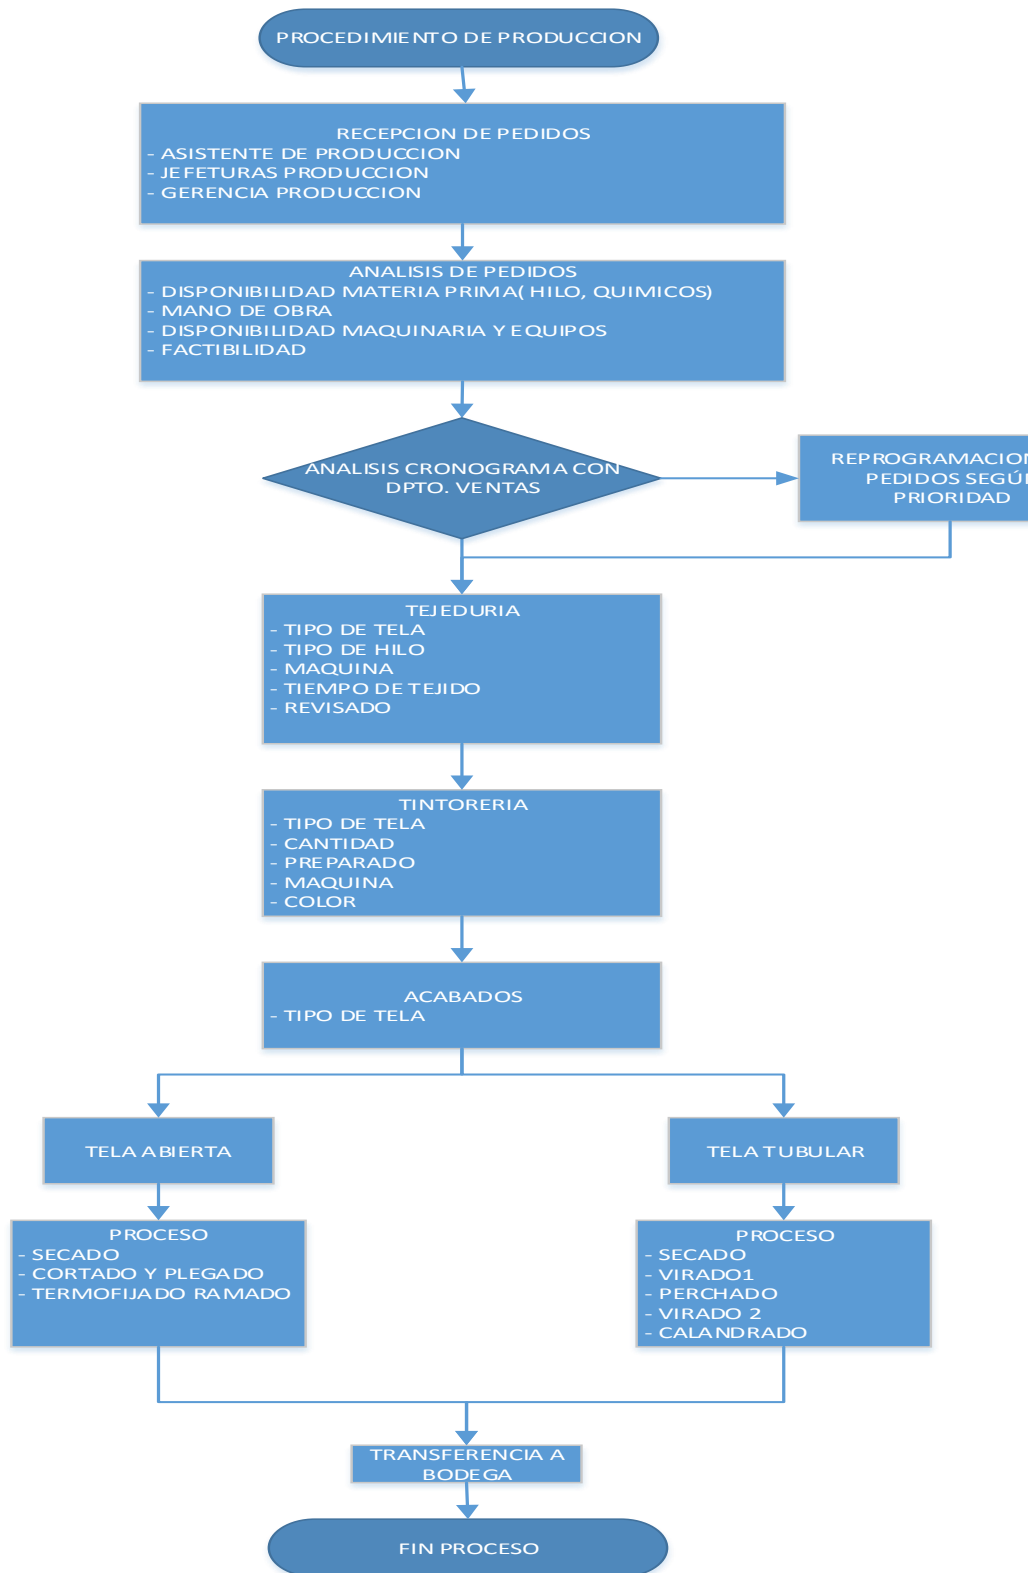 PROCEDIMIENTO DE PRODUCCION
RECEPCION DE PEDIDOS
- ASISTENTE DE PRODUCCION
- JEFETURAS PRODUCCION
- GERENCIA PRODUCCION
ANALISIS DE PEDIDOS
- DISPONIBILIDAD MATERIA PRIMA( HILO, QUIMICOS)
- MANO DE OBRA
- DISPONIBILIDAD MAQUINARIA Y EQUIPOS
- FACTIBILIDAD
ANALISIS CRONOGRAMA CON
DPTO. VENTAS
REPROGRAMACION
PEDIDOS SEGÚ
PRIORIDAD
TEJEDURIA
- TIPO DE TELA
- TIPO DE HILO
- MAQUINA
- TIEMPO DE TEJIDO
- REVISADO
TINTORERIA
- TIPO DE TELA
- CANTIDAD
- PREPARADO
- MAQUINA
- COLOR
ACABADOS
- TIPO DE TELA
TELA ABIERTA
TELA TUBULAR
PROCESO
- SECADO
- CORTADO Y PLEGADO
- TERMOFIJADO RAMADO
PROCESO
- SECADO
- VIRADO1
- PERCHADO
- VIRADO 2
- CALANDRADO
TRANSFERENCIA A
BODEGA
FIN PROCESO